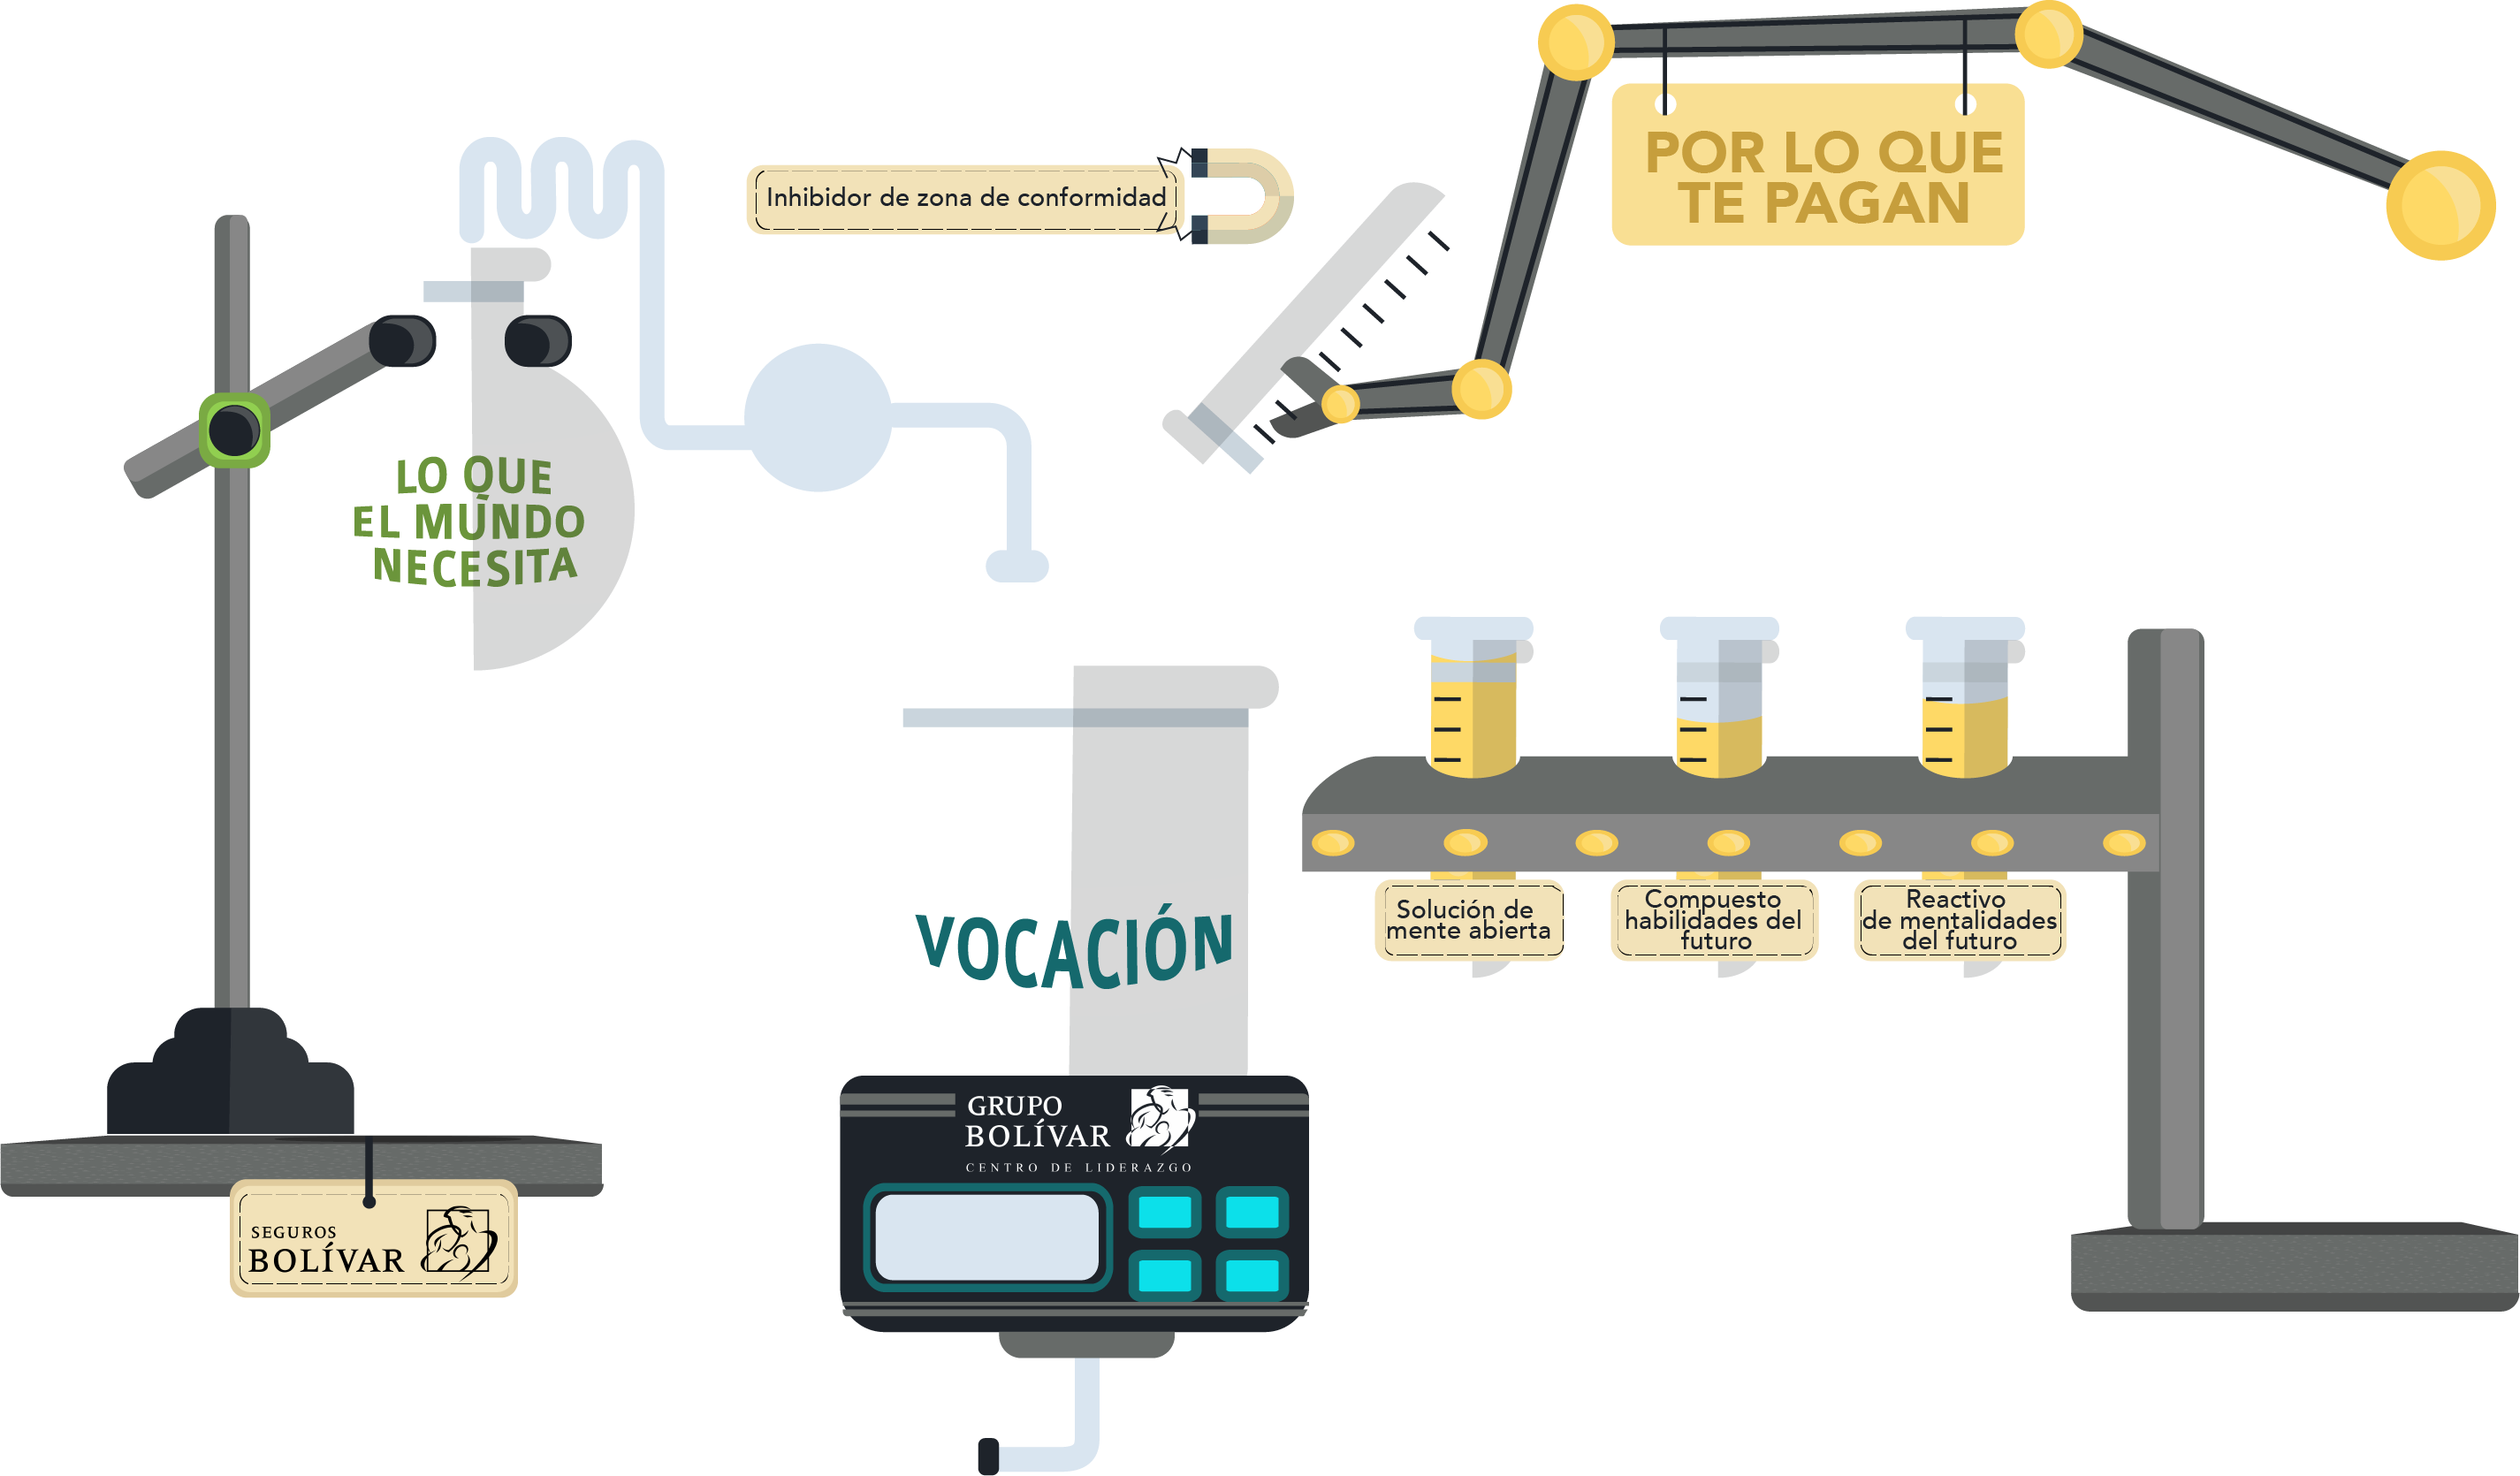 Inhibidor de zona de conformidad
POR LO QUE
TE PAGAN
LO QUE
EL MUNDO
NECESITA
VOCACIÓN
Solución de
mente abierta
Compuesto
habilidades del
futuro
Reactivo
de mentalidades
del futuro
GRUPO
BOLÍVAR
CENTRO DE LIDERAZGO
SEGUROS
BOLÍVAR